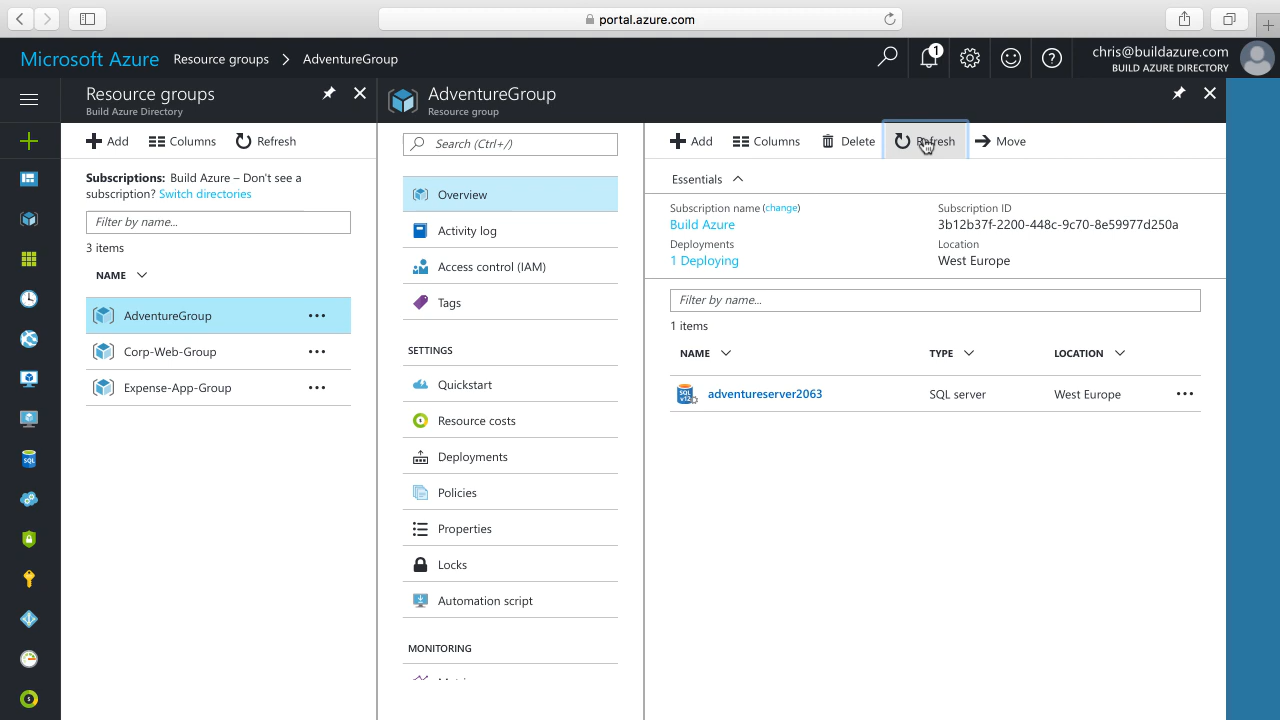 portal.azure.com
Microsoft Azure
Resource groups
AdventureGroup
1
chris@buildazure.com
BUILD AZURE DIRECTORY
Resource groups
Build Azure Directory
Add
Columns
Refresh
Subscriptions: Build Azure – Don't see a
subscription? Switch directories
Filter by name...
3 items
NAME
AdventureGroup
Corp-Web-Group
Expense-App-Group
AdventureGroup
Resource group
Search (Ctrl+/)
Overview
Activity log
Access control (IAM)
Tags
SETTINGS
Quickstart
Resource costs
Deployments
Policies
Properties
Locks
Automation script
MONITORING
Add
Columns
Delete
Refresh
Move
Essentials
Subscription name (change)
Build Azure
Deployments
1 Deploying
Subscription ID
3b12b37f-2200-448c-9c70-8e59977d250a
Location
West Europe
Filter by name...
1 items
NAME
TYPE
LOCATION
adventureserver2063
SQL server
West Europe